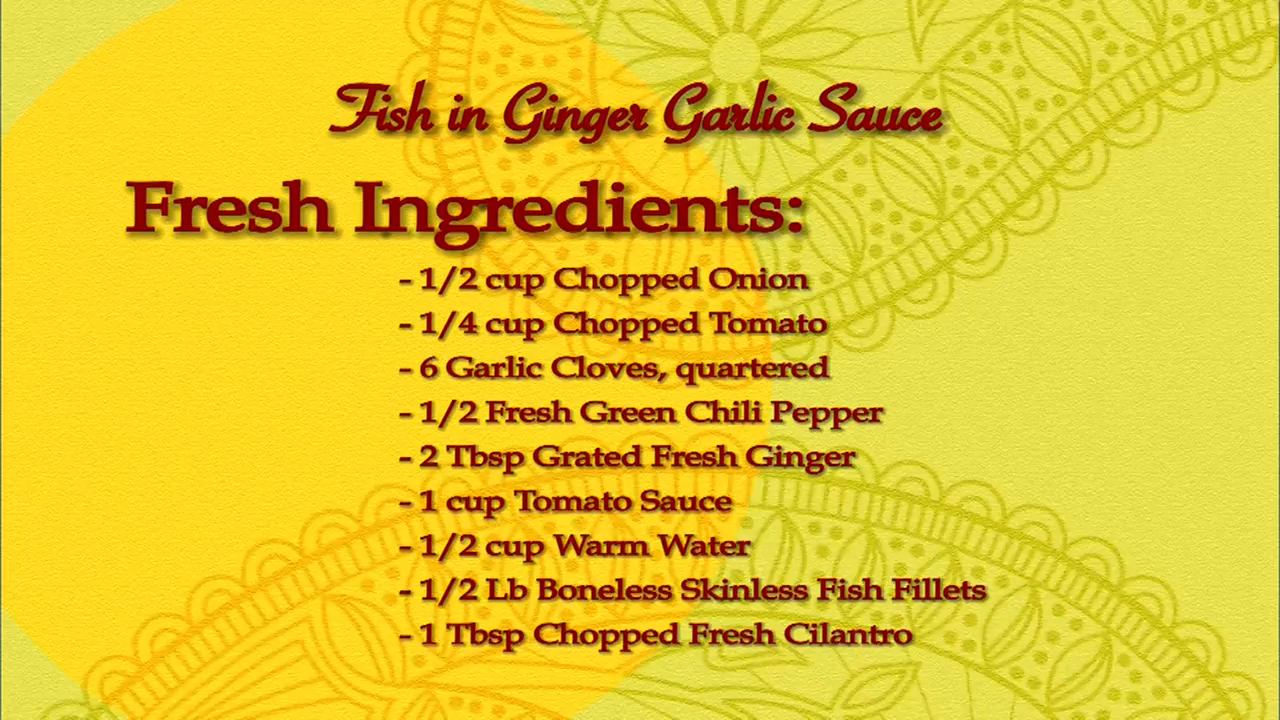 Fish in Ginger Garlic Sauce
Fresh Ingredients:
- 1/2 cup Chopped Onion
- 1/4 cup Chopped Tomato
- 6 Garlic Cloves, quartered
- 1/2 Fresh Green Chili Pepper
- 2 Tbsp Grated Fresh Ginger
- 1 cup Tomato Sauce
- 1/2 cup Warm Water
- 1/2 Lb Boneless Skinless Fish Fillets
- 1 Tbsp Chopped Fresh Cilantro